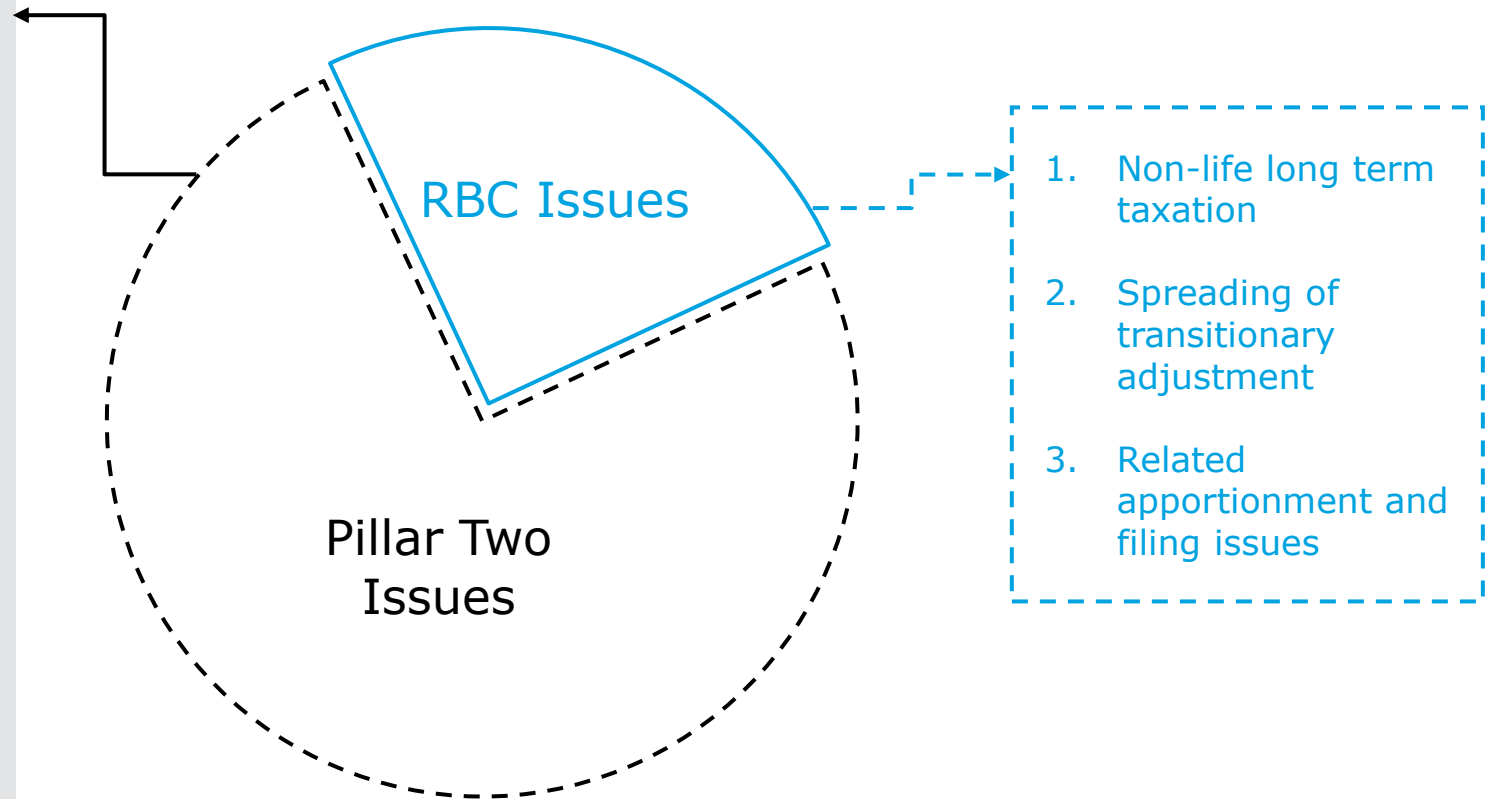 RBC Issues
Pillar Two
Issues
1. Non-life long term
taxation
2. Spreading of
transitionary
adjustment
3. Related
apportionment and
filing issues